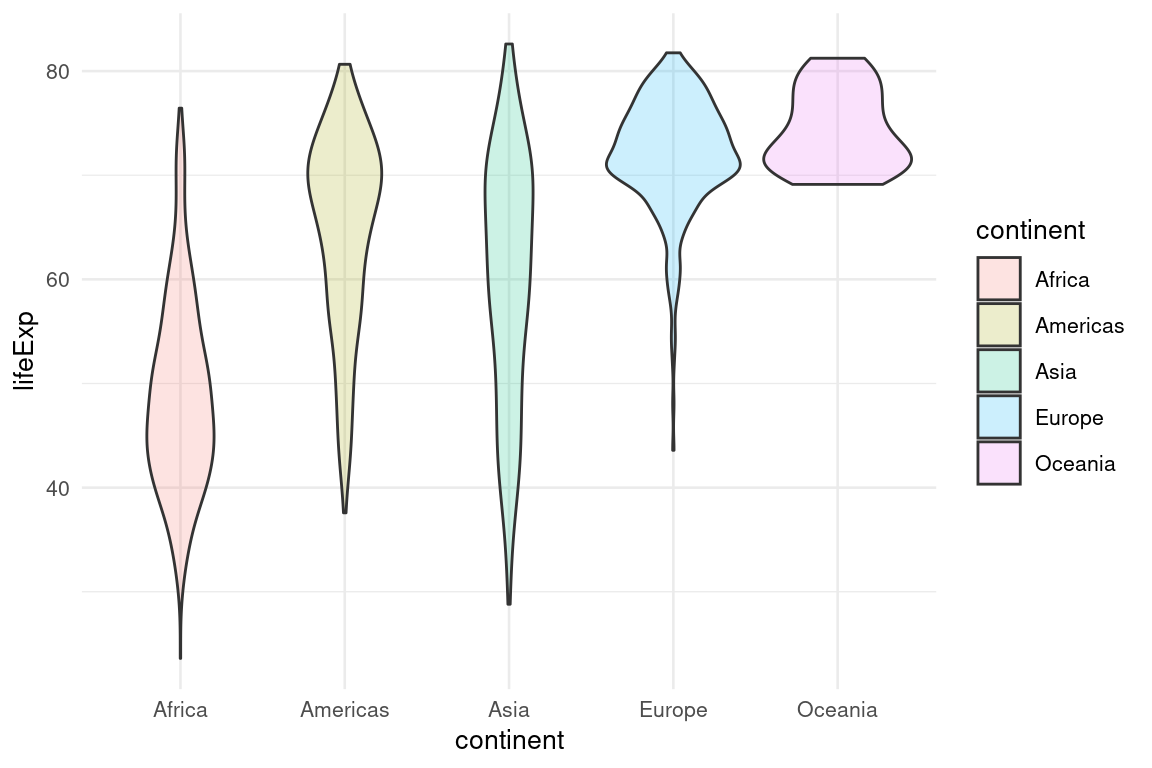 80
60
40
lifeExp
Africa
Americas
Asia
Europe
Oceania
continent
continent
Africa
Americas
Asia
Europe
Oceania